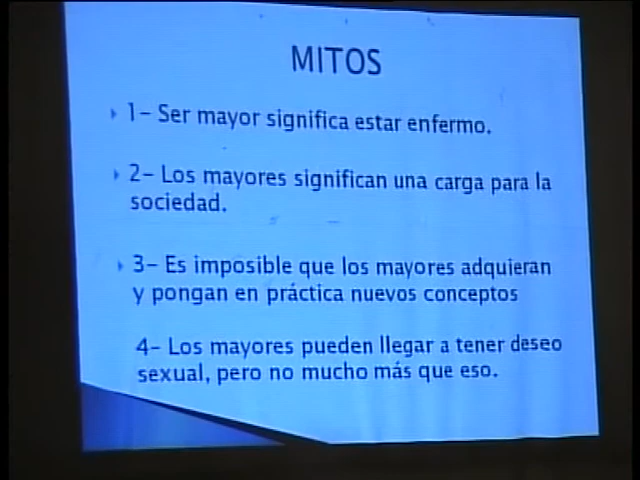 MITOS
1- Ser mayor significa estar enfermo.
2- Los mayores significan una carga para la
sociedad.
3- Es imposible que los mayores adquieran
y pongan en práctica nuevos conceptos
4- Los mayores pueden llegar a tener deseo
sexual, pero no mucho más que eso.